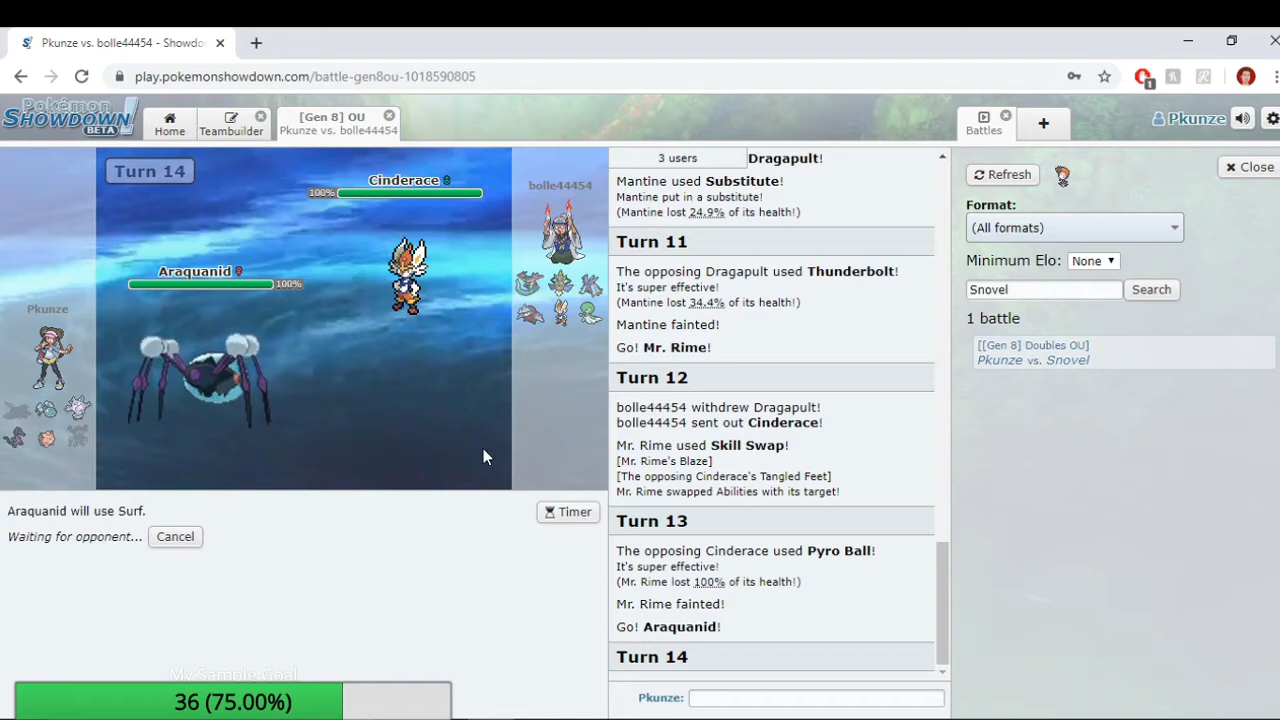 Pkunze vs. bolle44454 - Showdo
play.pokemonshowdown.com/battle-gen8ou-1018590805
1
Pokémon
SHOWDOWN!
BETA
Home
Teambuilder
[Gen 8] OU
Pkunze vs. bolle44454
Battles
Pkunze
Turn 14
Cinderace
100%
Araquanid
100%
Pkunze
bolle44454
3 users
Dragapult!
Mantine used Substitute!
Mantine put in a substitute!
(Mantine lost 24.9% of its health!)
Turn 11
The opposing Dragapult used Thunderbolt!
It's super effective!
(Mantine lost 34.4% of its health!)
Mantine fainted!
Go! Mr. Rime!
Turn 12
bolle44454 withdrew Dragapult!
bolle44454 sent out Cinderace!
Mr. Rime used Skill Swap!
[Mr. Rime's Blaze]
[The opposing Cinderace's Tangled Feet]
Mr. Rime swapped Abilities with its target!
Turn 13
The opposing Cinderace used Pyro Ball!
It's super effective!
(Mr. Rime lost 100% of its health!)
Mr. Rime fainted!
Go! Araquanid!
Turn 14
Pkunze:
Refresh
Close
Format:
(All formats)
Minimum Elo: None
Snovel
Search
1 battle
[[Gen 8] Doubles OU]
Pkunze vs. Snovel
Araquanid will use Surf.
Timer
Waiting for opponent...
Cancel
My Sample Goal
36 (75.00%)